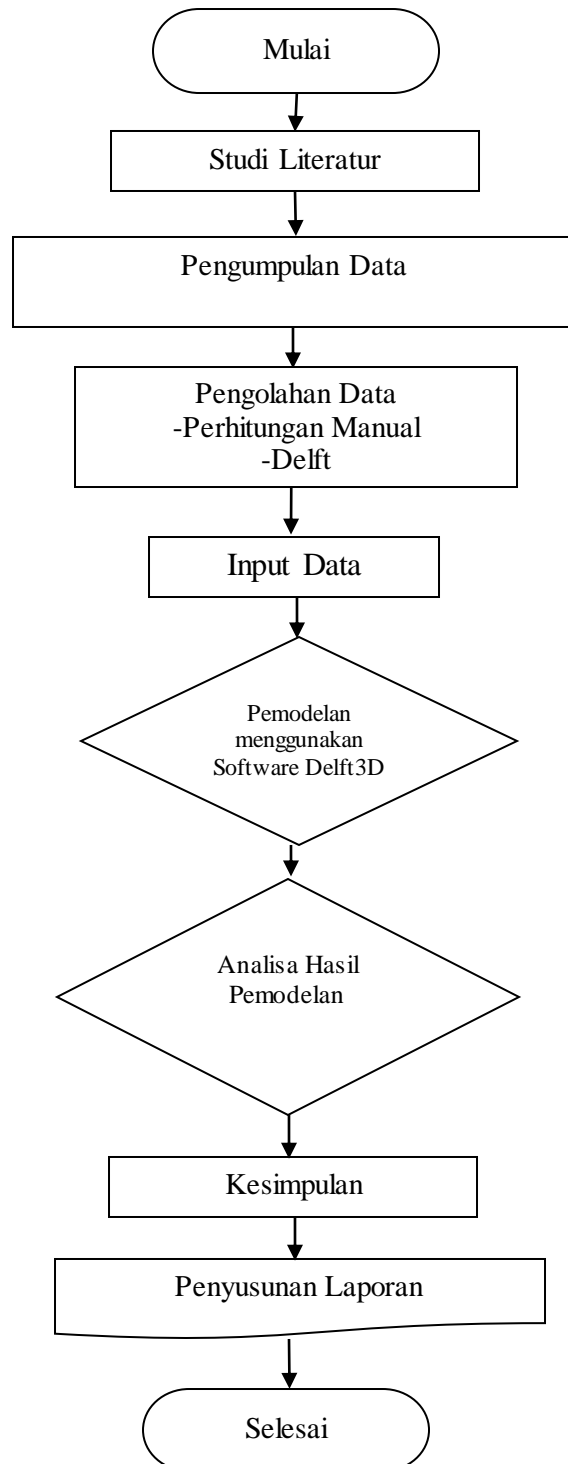 Mulai
Studi Literatur
Pengumpulan Data
Pengolahan Data
-Perhitungan Manual
-Delft
Input Data
Pemodelan
menggunakan
Software Delft3D
Analisa Hasil
Pemodelan
Kesimpulan
Penyusunan Laporan
Selesai